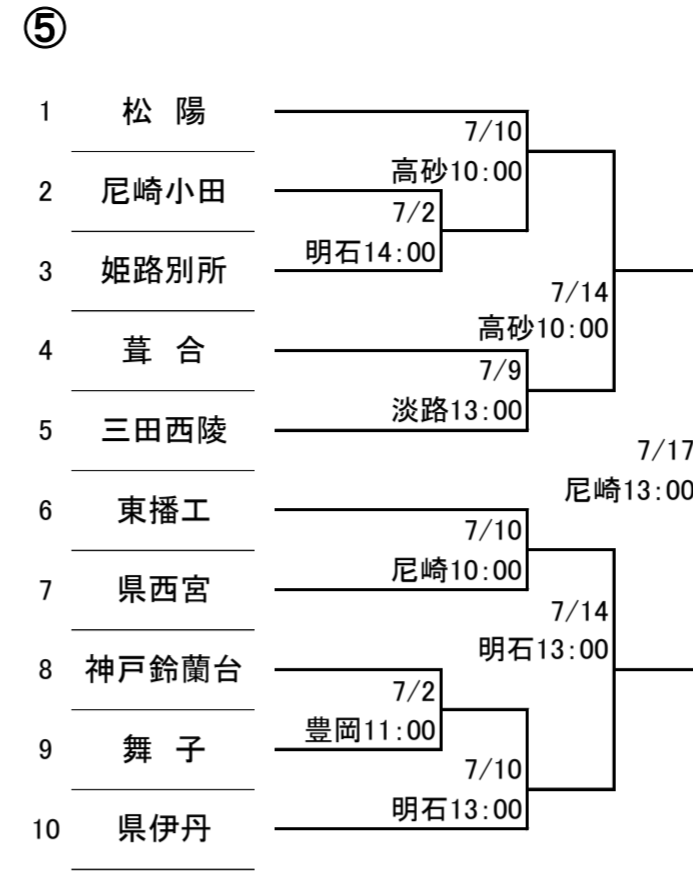 ⑤
1 松 陽
7/10
高砂10:00
2 尼崎小田
7/2
明石14:00
3 姫路別所
7/14
高砂10:00
4 葺 合
7/9
淡路13:00
5 三田西陵
7/17
尼崎13:00
6 東播工
7/10
尼崎10:00
7 県西宮
7/14
明石13:00
8 神戸鈴蘭台
7/2
豊岡11:00
9 舞 子
7/10
明石13:00
10 県伊丹